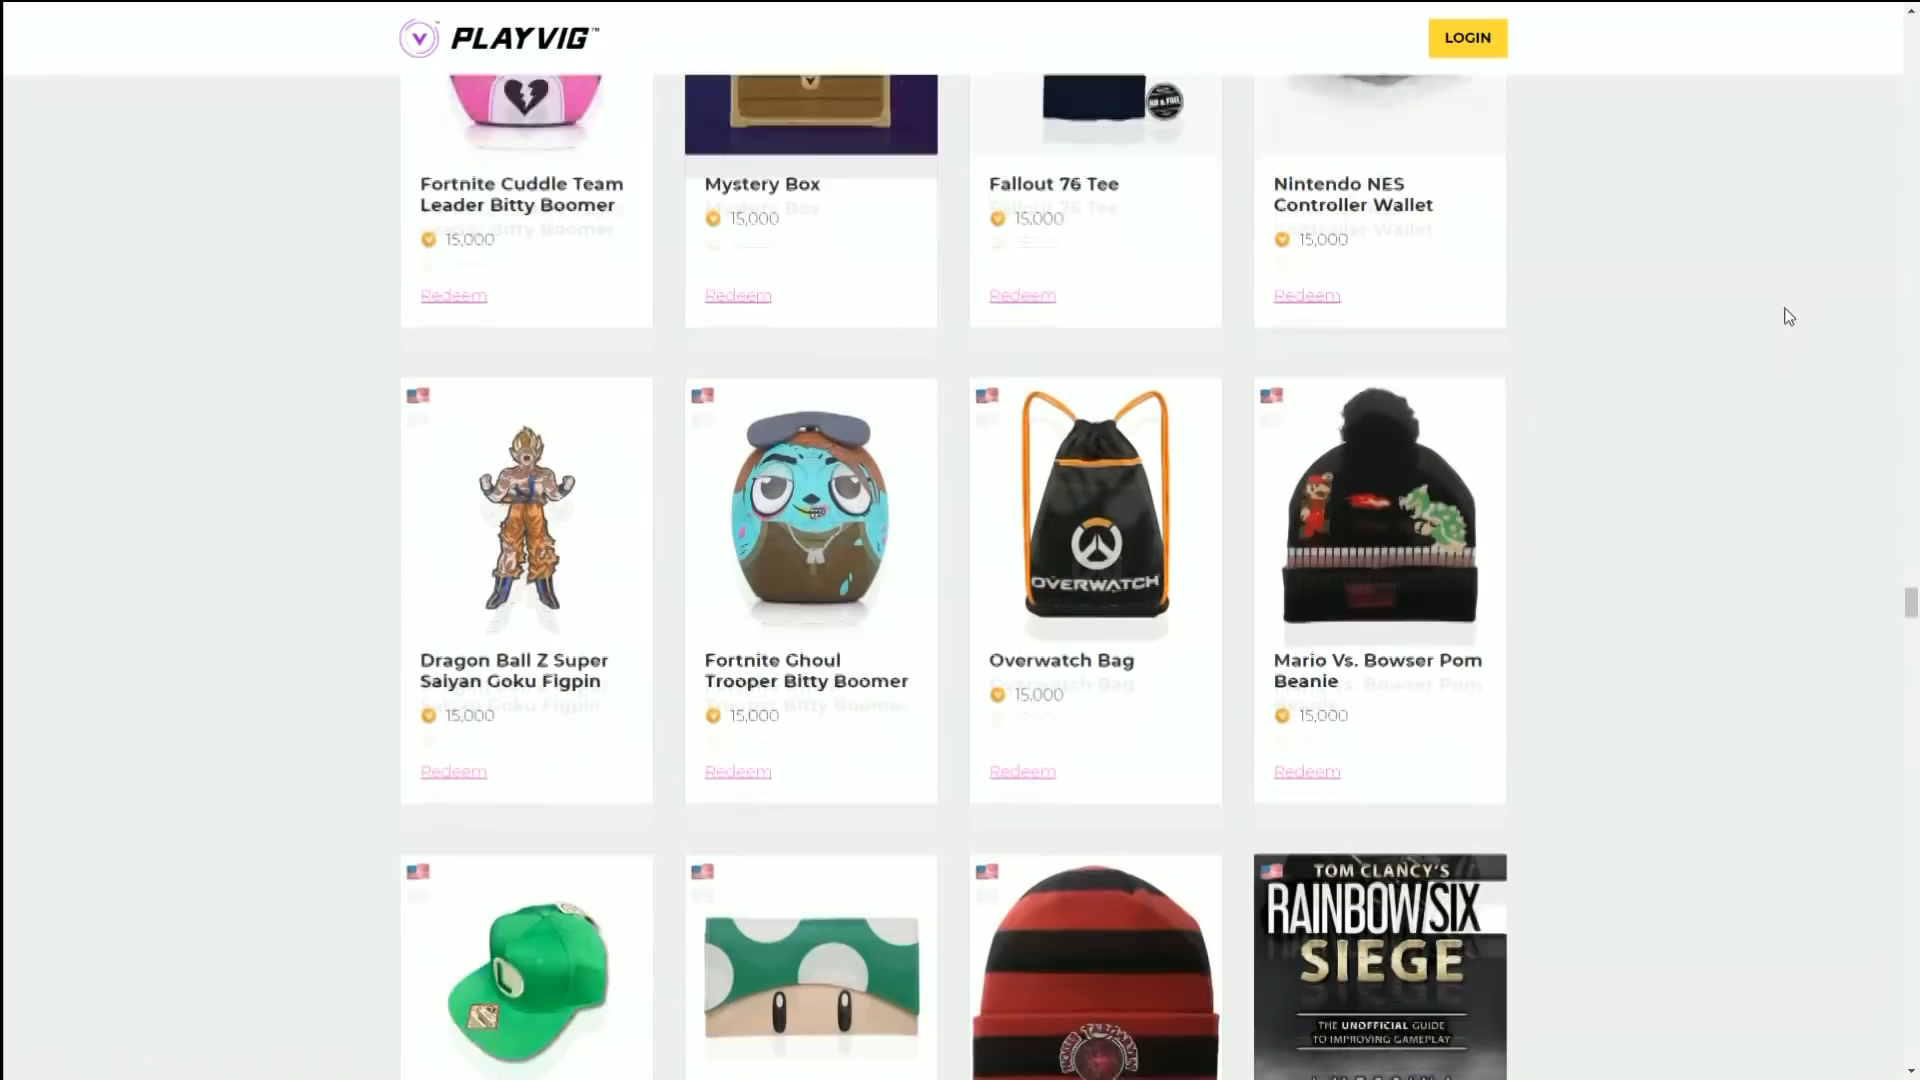 PLAYVIG™
LOGIN
Fortnite Cuddle Team
Leader Bitty Boomer
15,000
Redeem
Mystery Box
15,000
Redeem
Fallout 76 Tee
15,000
Redeem
Nintendo NES
Controller Wallet
15,000
Redeem
Dragon Ball Z Super
Saiyan Goku Figpin
15,000
Redeem
Fortnite Ghoul
Trooper Bitty Boomer
15,000
Redeem
OVERWATCH
Overwatch Bag
15,000
Redeem
Mario Vs. Bowser Pom
Beanie
15,000
Redeem
L
TOM CLANCY'S
RAINBOW SIX
SIEGE
THE UNOFFICIAL GUIDE
TO IMPROVING GAMEPLAY